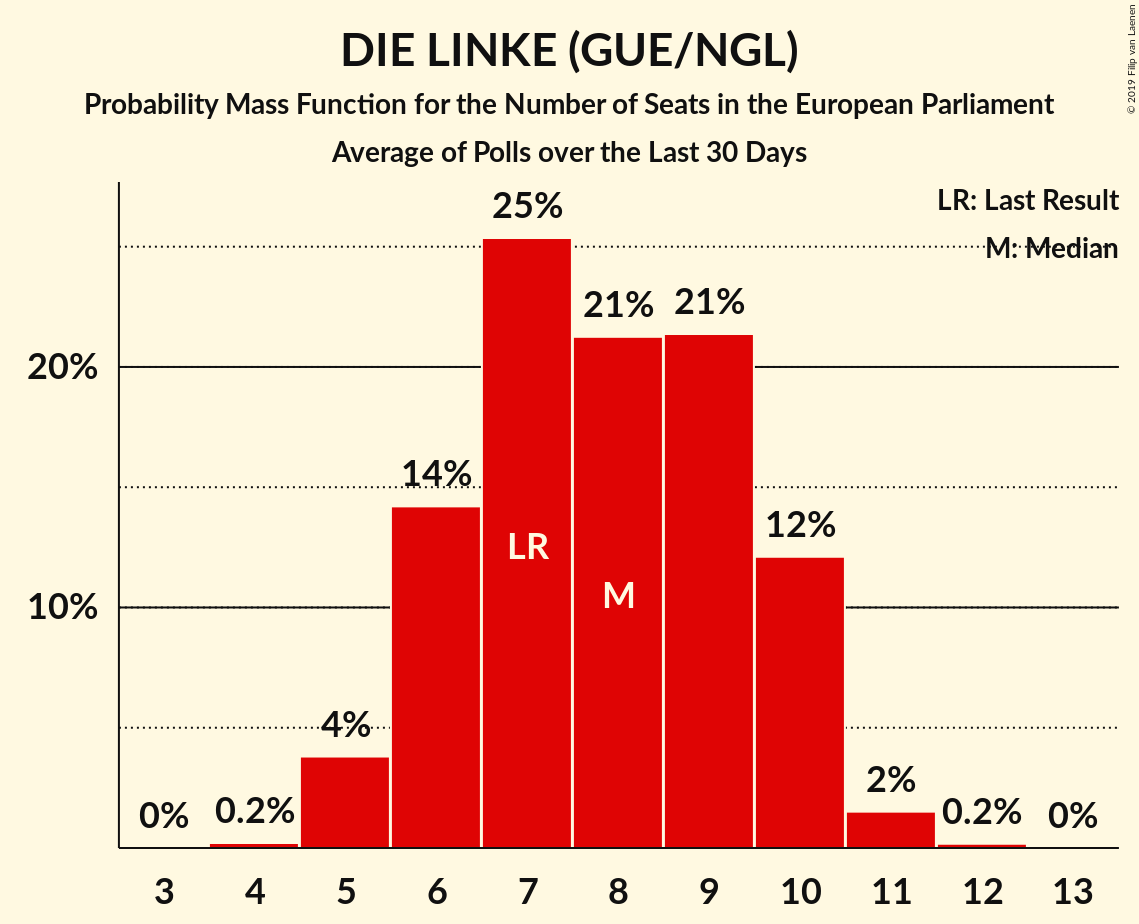 DIE LINKE (GUE/NGL)
Probability Mass Function for the Number of Seats in the European Parliament
Average of Polls over the Last 30 Days
© 2019 Filip van Laenen
LR: Last Result
M: Median
25%
21%
21%
20%
14%
12%
LR
M
10%
4%
2%
0%
0.2%
0.2%
0%
3 4 5 6 7 8 9 10 11 12 13